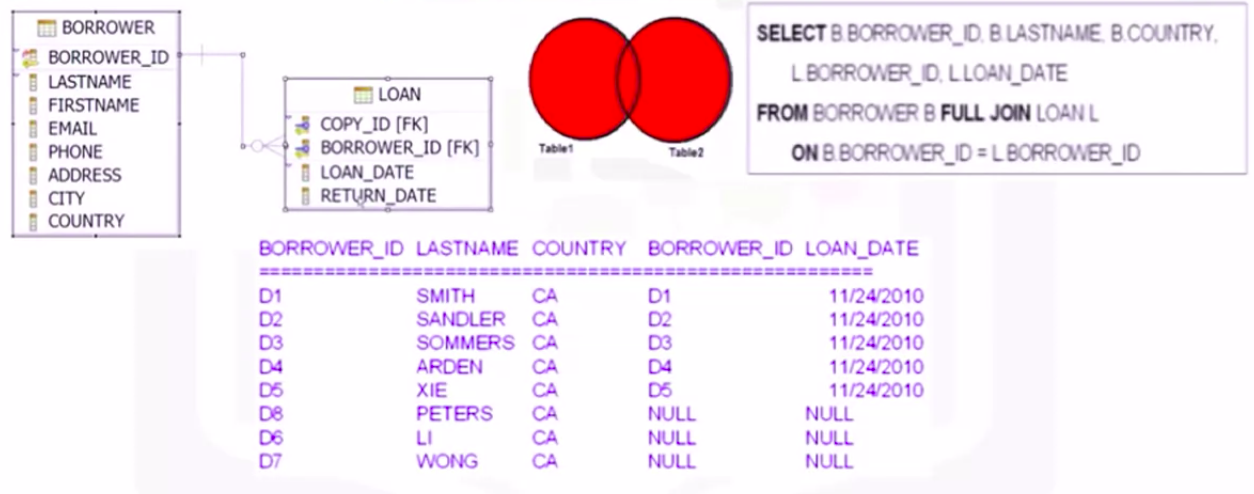 BORROWER
BORROWER_ID
LASTNAME
FIRSTNAME
EMAIL
PHONE
ADDRESS
CITY
COUNTRY
LOAN
COPY_ID [FK]
BORROWER_ID [FK]
LOAN_DATE
RETURN_DATE
Table1
Table2
SELECT B.BORROWER_ID, B.LASTNAME, B.COUNTRY,
L.BORROWER_ID, L.LOAN_DATE
FROM BORROWER B FULL JOIN LOAN L
ON B.BORROWER_ID = L.BORROWER_ID
BORROWER_ID LASTNAME COUNTRY BORROWER_ID LOAN_DATE
=========================================================
D1 SMITH CA D1 11/24/2010
D2 SANDLER CA D2 11/24/2010
D3 SOMMERS CA D3 11/24/2010
D4 ARDEN CA D4 11/24/2010
D5 XIE CA D5 11/24/2010
D8 PETERS CA NULL NULL
D6 LI CA NULL NULL
D7 WONG CA NULL NULL